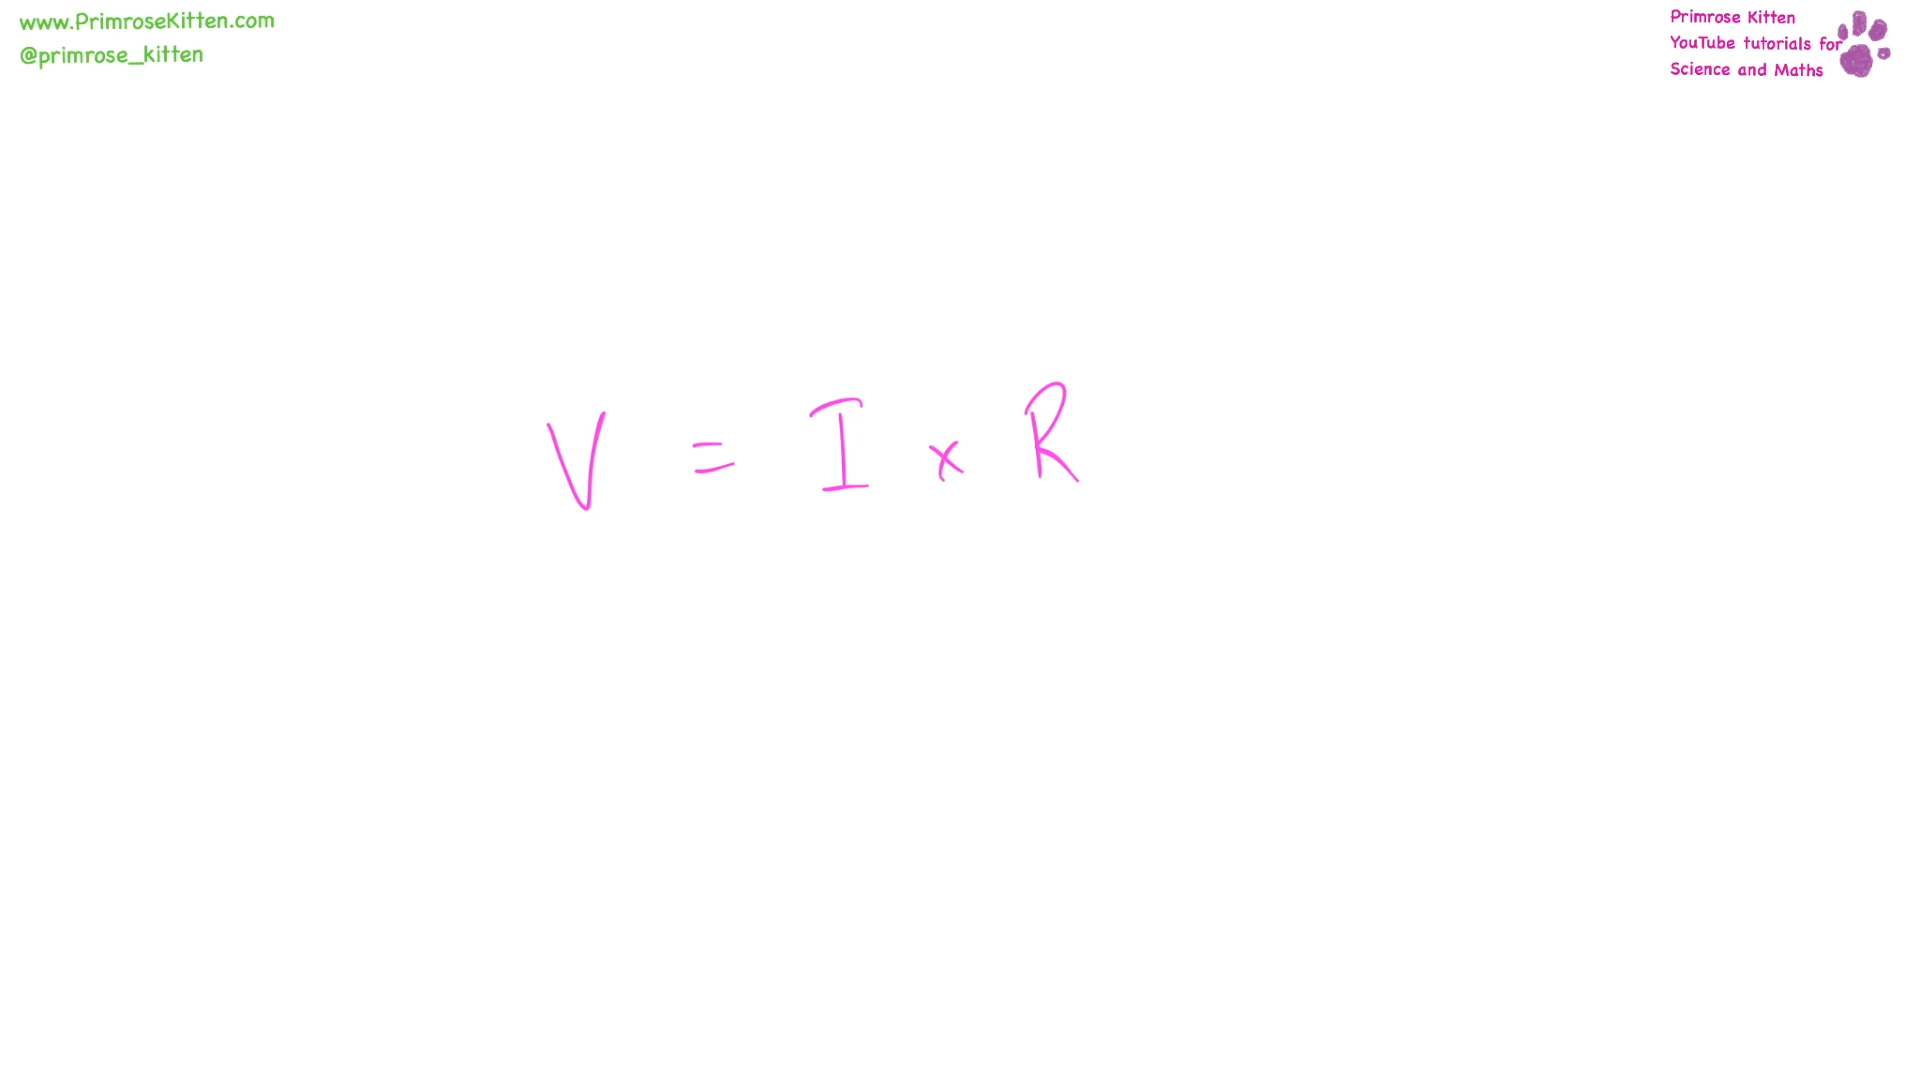 www.PrimroseKitten.com
@primrose_kitten
Primrose Kitten
YouTube tutorials for
Science and Maths
V = I x R